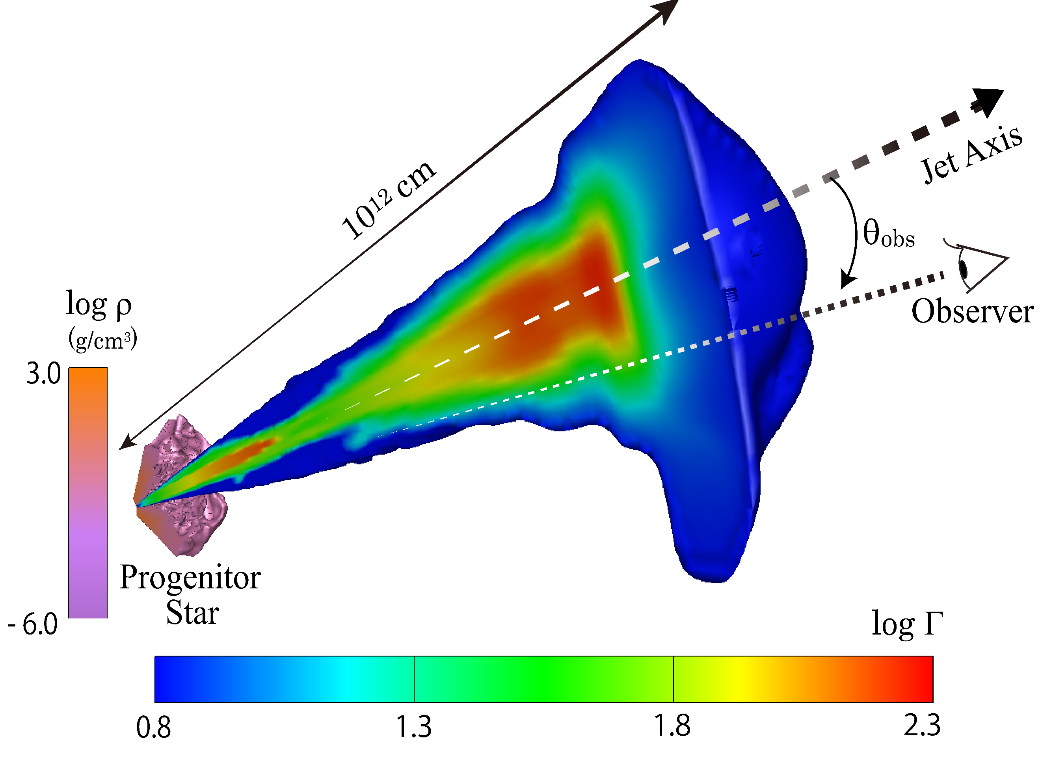 10¹² cm
Jet Axis
θobs
Observer
log ρ
(g/cm³)
3.0
- 6.0
Progenitor
Star
log Γ
0.8 1.3 1.8 2.3